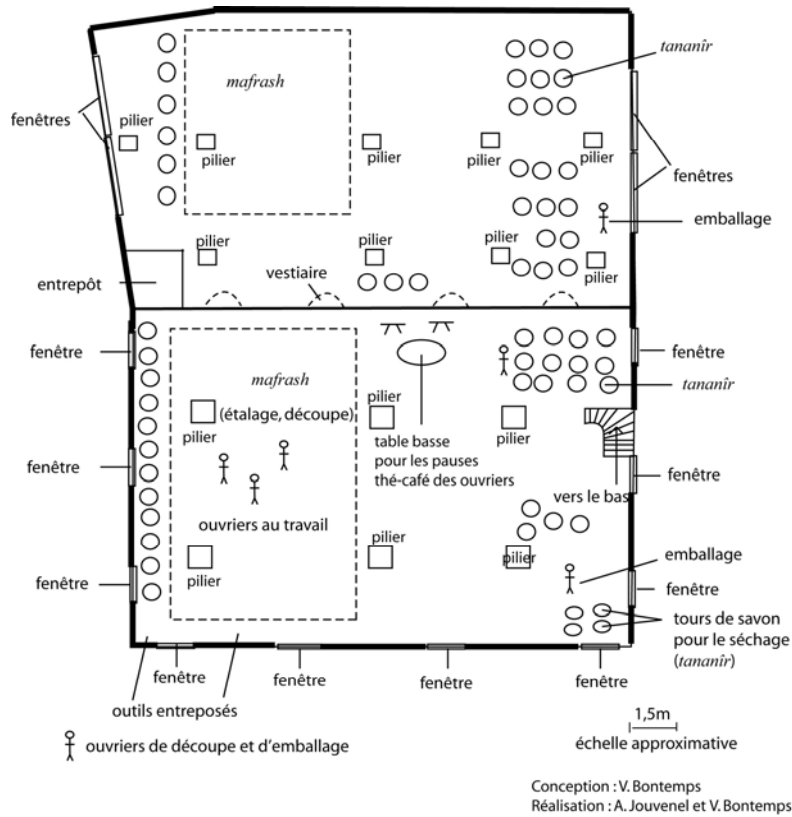 tananîr
mafrash
fenêtres
pilier
pilier
pilier
pilier
pilier
fenêtres
emballage
pilier
pilier
pilier
pilier
vestiaire
entrepôt
fenêtre
fenêtre
mafrash
tananîr
pilier
(étalage, découpe)
pilier
pilier
table basse
pour les pauses
thé-café des ouvriers
fenêtre
fenêtre
vers le bas
ouvriers au travail
pilier
pilier
pilier
emballage
fenêtre
fenêtre
tours de savon
pour le séchage
(tananîr)
fenêtre
fenêtre
fenêtre
fenêtre
outils entreposés
1,5m
échelle approximative
ouvriers de découpe et d'emballage
Conception : V. Bontemps
Réalisation : A. Jouvenel et V. Bontemps